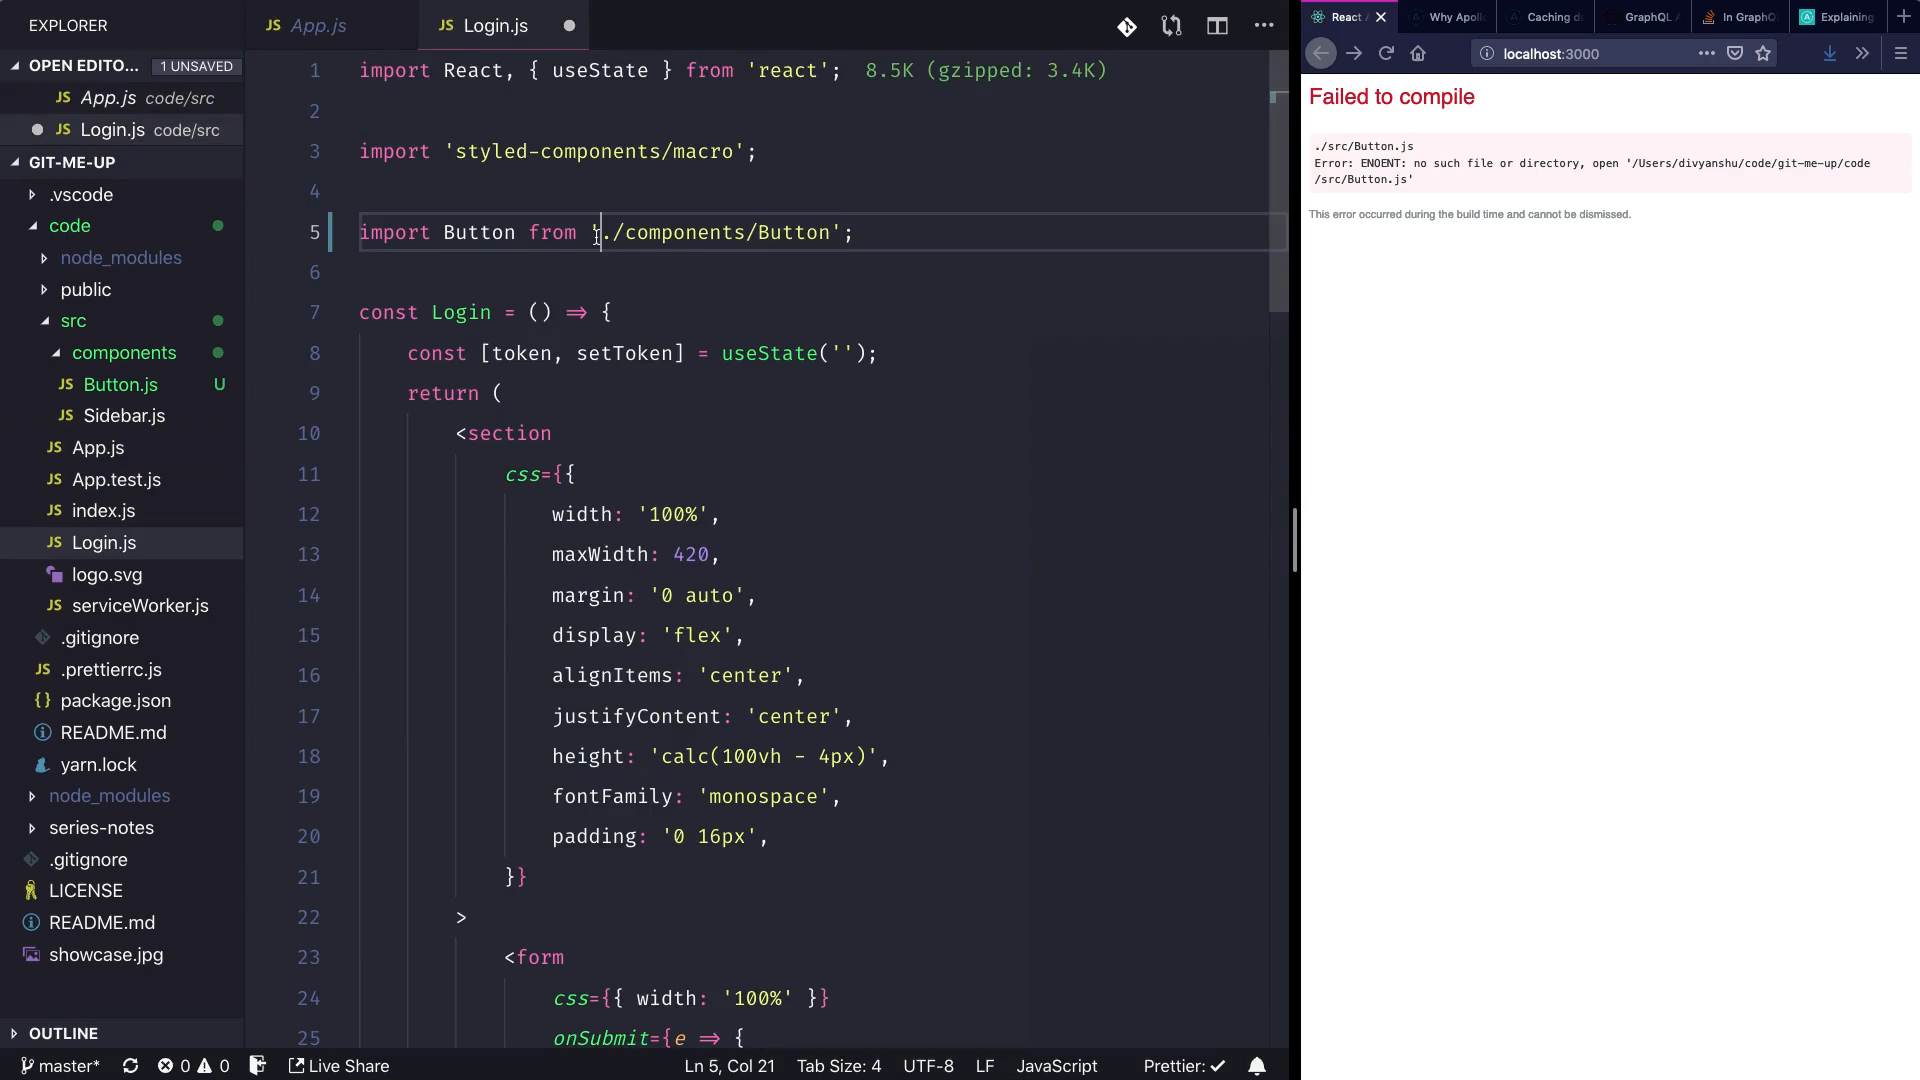 EXPLORER
OPEN EDITO... 1 UNSAVED
JS App.js code/src
JS Login.js code/src
GIT-ME-UP
.vscode
code
node_modules
public
src
components
JS Button.js U
JS Sidebar.js
JS App.js
JS App.test.js
JS index.js
JS Login.js
logo.svg
JS serviceWorker.js
.gitignore
JS .prettierrc.js
{} package.json
README.md
yarn.lock
node_modules
series-notes
.gitignore
LICENSE
README.md
showcase.jpg
OUTLINE
JS App.js
JS Login.js
1 import React, { useState } from 'react'; 8.5K (gzipped: 3.4K)
2
3 import 'styled-components/macro';
4
5 import Button from './components/Button';
6
7 const Login = () => {
8 const [token, setToken] = useState('');
9 return (
10 <section
11 css={{
12 width: '100%',
13 maxWidth: 420,
14 margin: '0 auto',
15 display: 'flex',
16 alignItems: 'center',
17 justifyContent: 'center',
18 height: 'calc(100vh - 4px)',
19 fontFamily: 'monospace',
20 padding: '0 16px',
21 }}
22 >
23 <form
24 css={{ width: '100%' }}
25 onSubmit={e => {
master* 0 0 Live Share Ln 5, Col 21 Tab Size: 4 UTF-8 LF JavaScript Prettier: ✓
React Why Apoll Caching d GraphQL In GraphQ Explaining
localhost:3000
Failed to compile
./src/Button.js
Error: ENOENT: no such file or directory, open '/Users/divyanshu/code/git-me-up/code
/src/Button.js'
This error occurred during the build time and cannot be dismissed.